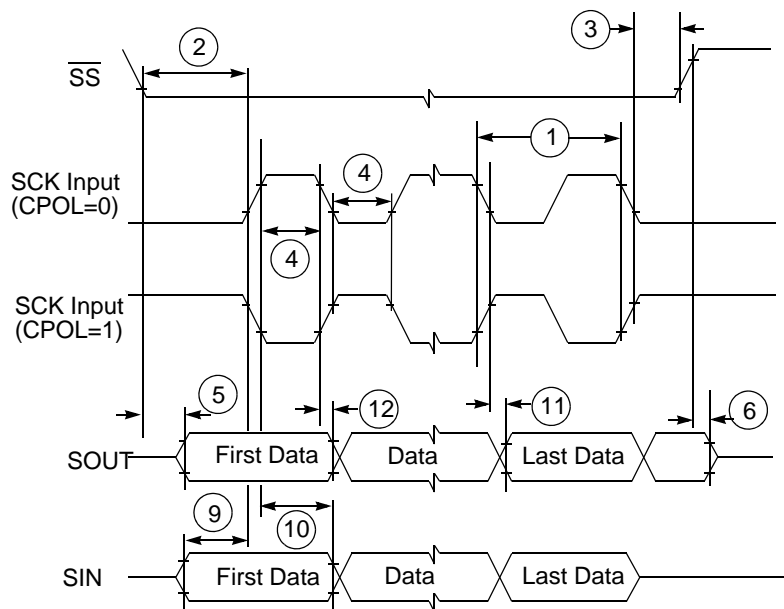 3
2
SS
1
SCK Input
(CPOL=0)
4
4
SCK Input
(CPOL=1)
5
12
11
6
SOUT
First Data
Data
Last Data
9
10
SIN
First Data
Data
Last Data